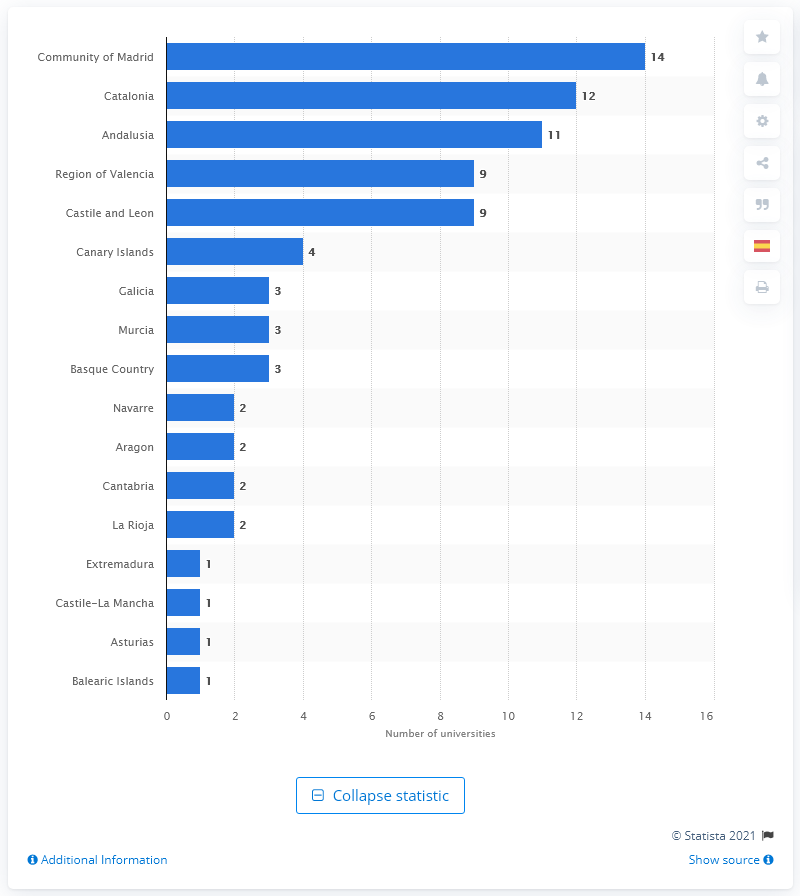 Community of Madrid 14
Catalonia 12
Andalusia 11
Region of Valencia 9
Castile and Leon 9
Canary Islands 4
Galicia 3
Murcia 3
Basque Country 3
Navarre 2
Aragon 2
Cantabria 2
La Rioja 2
Extremadura 1
Castile-La Mancha 1
Asturias 1
Balearic Islands 1
0 2 4 6 8 10 12 14 16
Number of universities
Collapse statistic
© Statista 2021
Additional Information
Show source